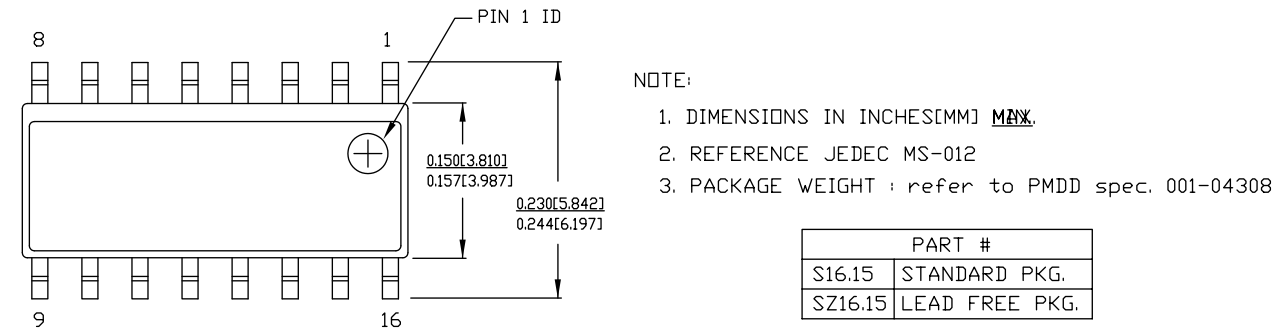 PIN 1 ID
8
1
0.150[3.810]
0.157[3.987]
0.230[5.842]
0.244[6.197]
9
16
NOTE:
1. DIMENSIONS IN INCHES[MM]
2. REFERENCE JEDEC MS-012
3. PACKAGE WEIGHT : refer to PMDD spec. 001-04308
PART #
S16.15 STANDARD PKG.
SZ16.15 LEAD FREE PKG.